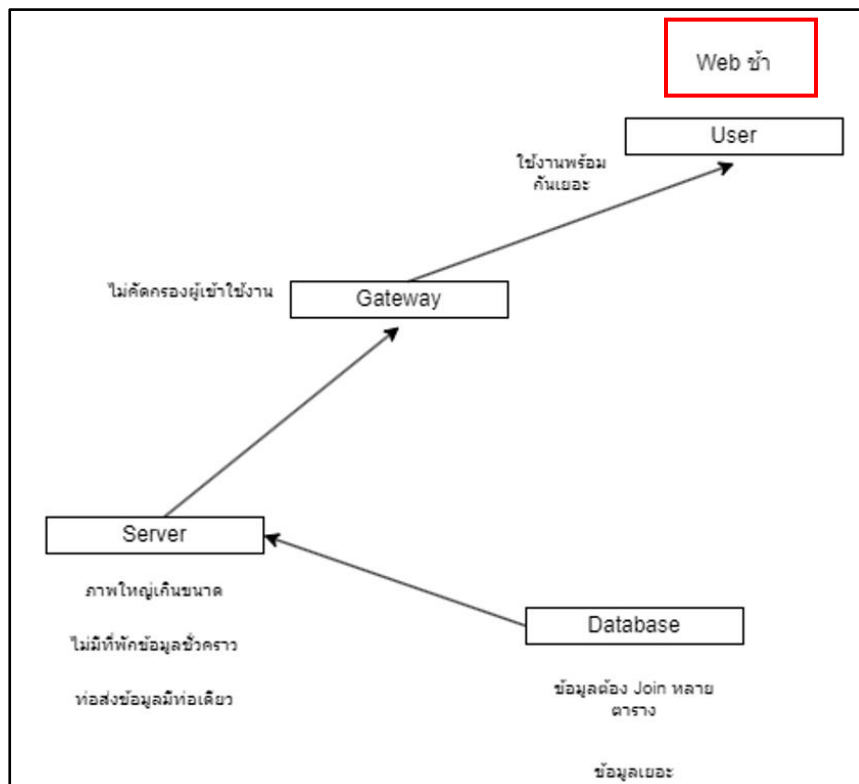 Web ช้า
User
ใช้งานพร้อม
กันเยอะ
ไม่คัดกรองผู้เข้าใช้งาน
Gateway
Server
ภาพใหญ่เกินขนาด
ไม่มีที่พักข้อมูลชั่วคราว
ท่อส่งข้อมูลมีท่อเดียว
Database
ข้อมูลต้อง Join หลาย
ตาราง
ข้อมูลเยอะ